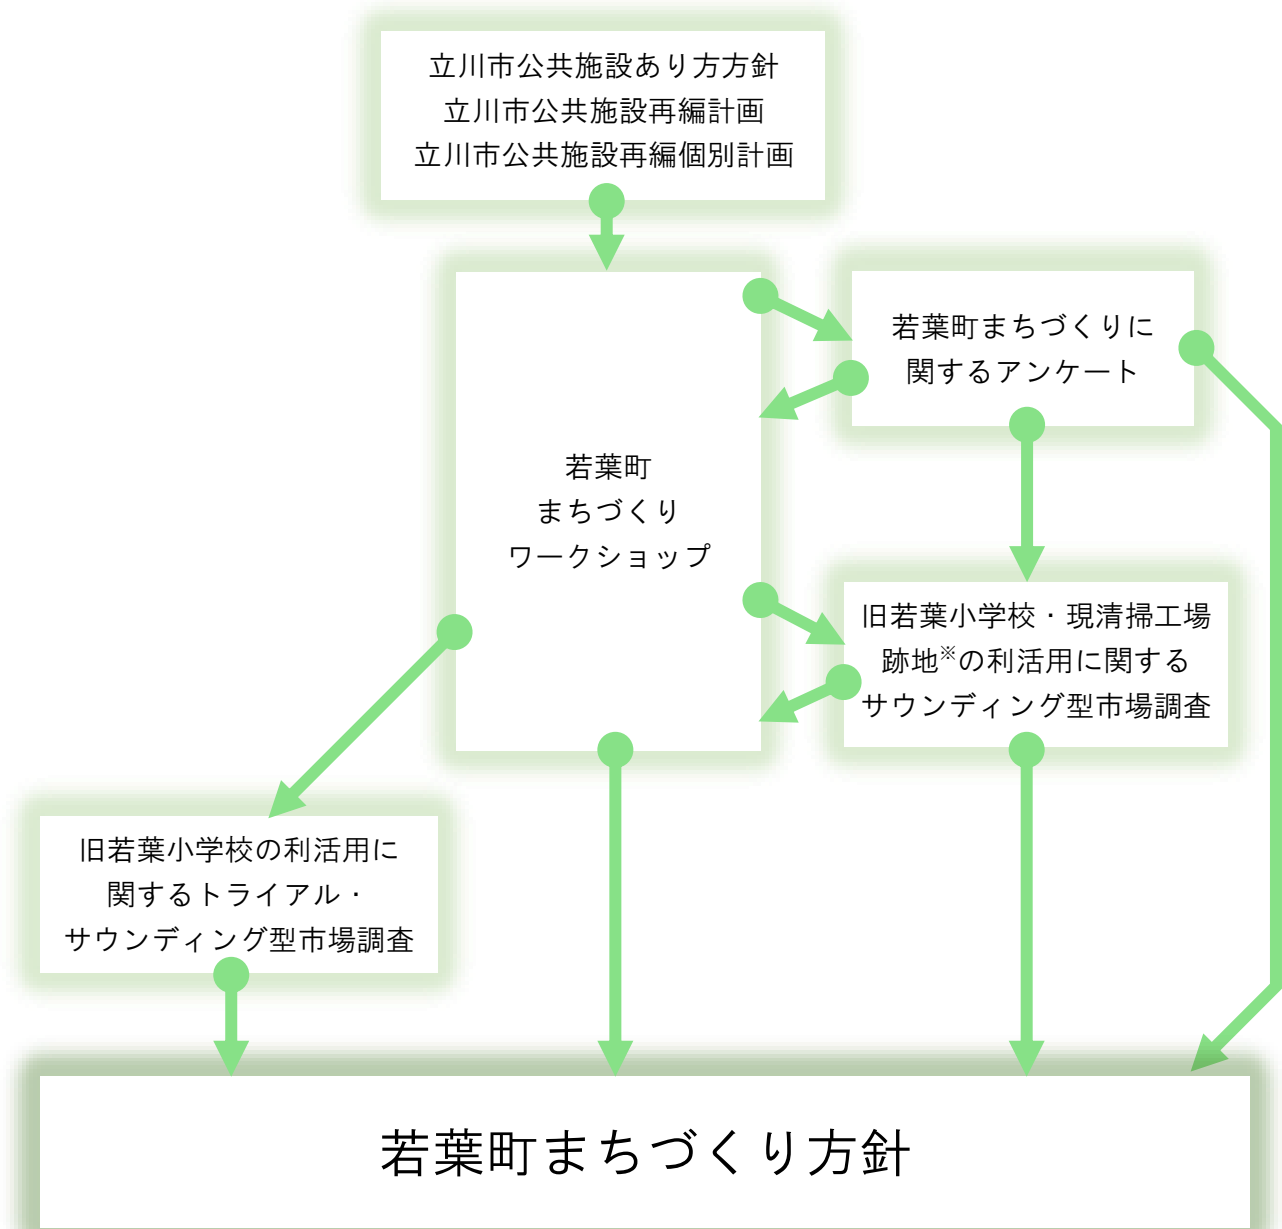 立川市公共施設あり方方針
立川市公共施設再編計画
立川市公共施設再編個別計画
若葉町まちづくりに
関するアンケート
若葉町
まちづくり
ワークショップ
旧若葉小学校・現清掃工場
跡地※の利活用に関する
サウンディング型市場調査
旧若葉小学校の利活用に
関するトライアル・
サウンディング型市場調査
若葉町まちづくり方針